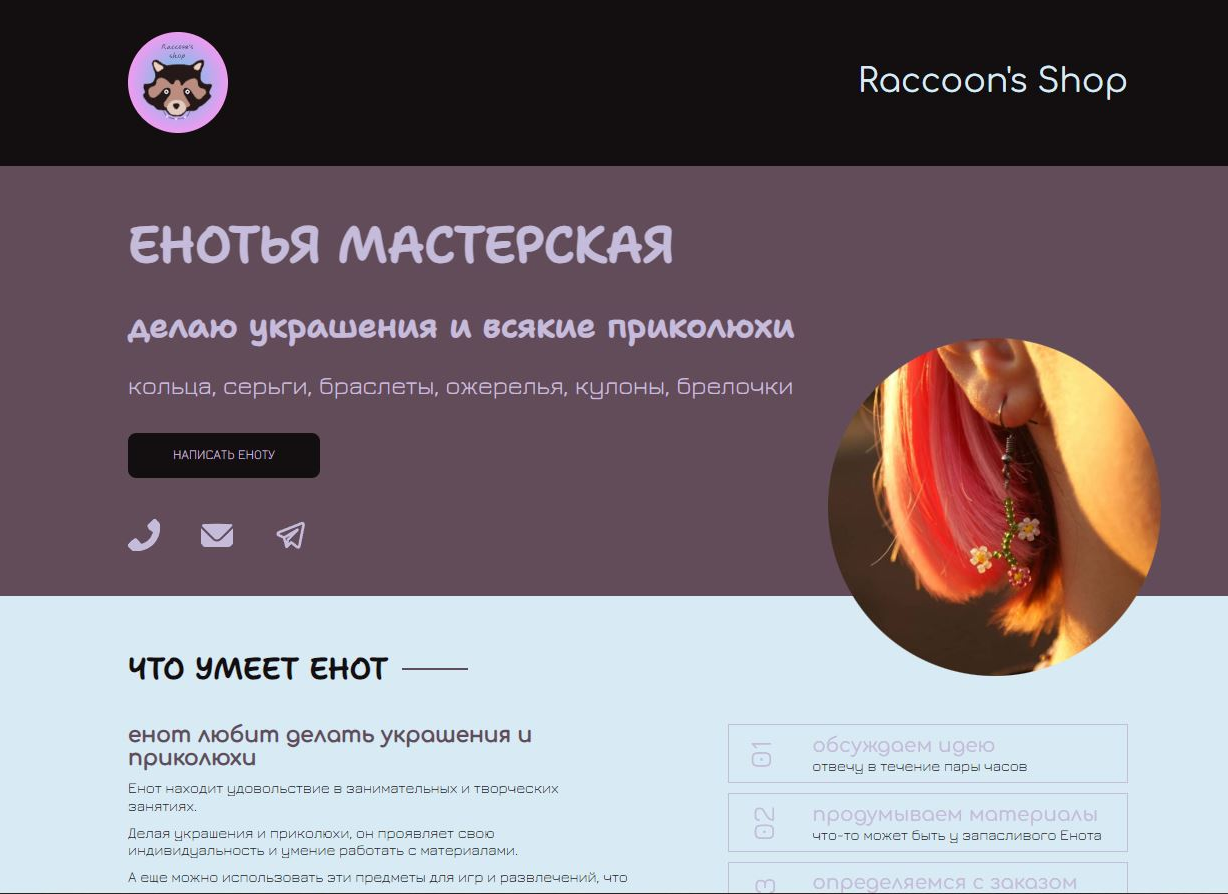 Raccoon's
shop
Raccoon's Shop
ЕНОТЬЯ МАСТЕРСКАЯ
делаю украшения и всякие приколюхи
кольца, серьги, браслеты, ожерелья, кулоны, брелочки
НАПИСАТЬ ЕНОТУ
ЧТО УМЕЕТ ЕНОТ
енот любит делать украшения и
приколюхи
Енот находит удовольствие в занимательных и творческих
занятиях.
Делая украшения и приколюхи, он проявляет свою
индивидуальность и умение работать с материалами.
А еще можно использовать эти предметы для игр и развлечений, что
01
обсуждаем идею
отвечу в течение пары часов
02
продумываем материалы
что-то может быть у запасливого Енота
3
определяемся с заказом